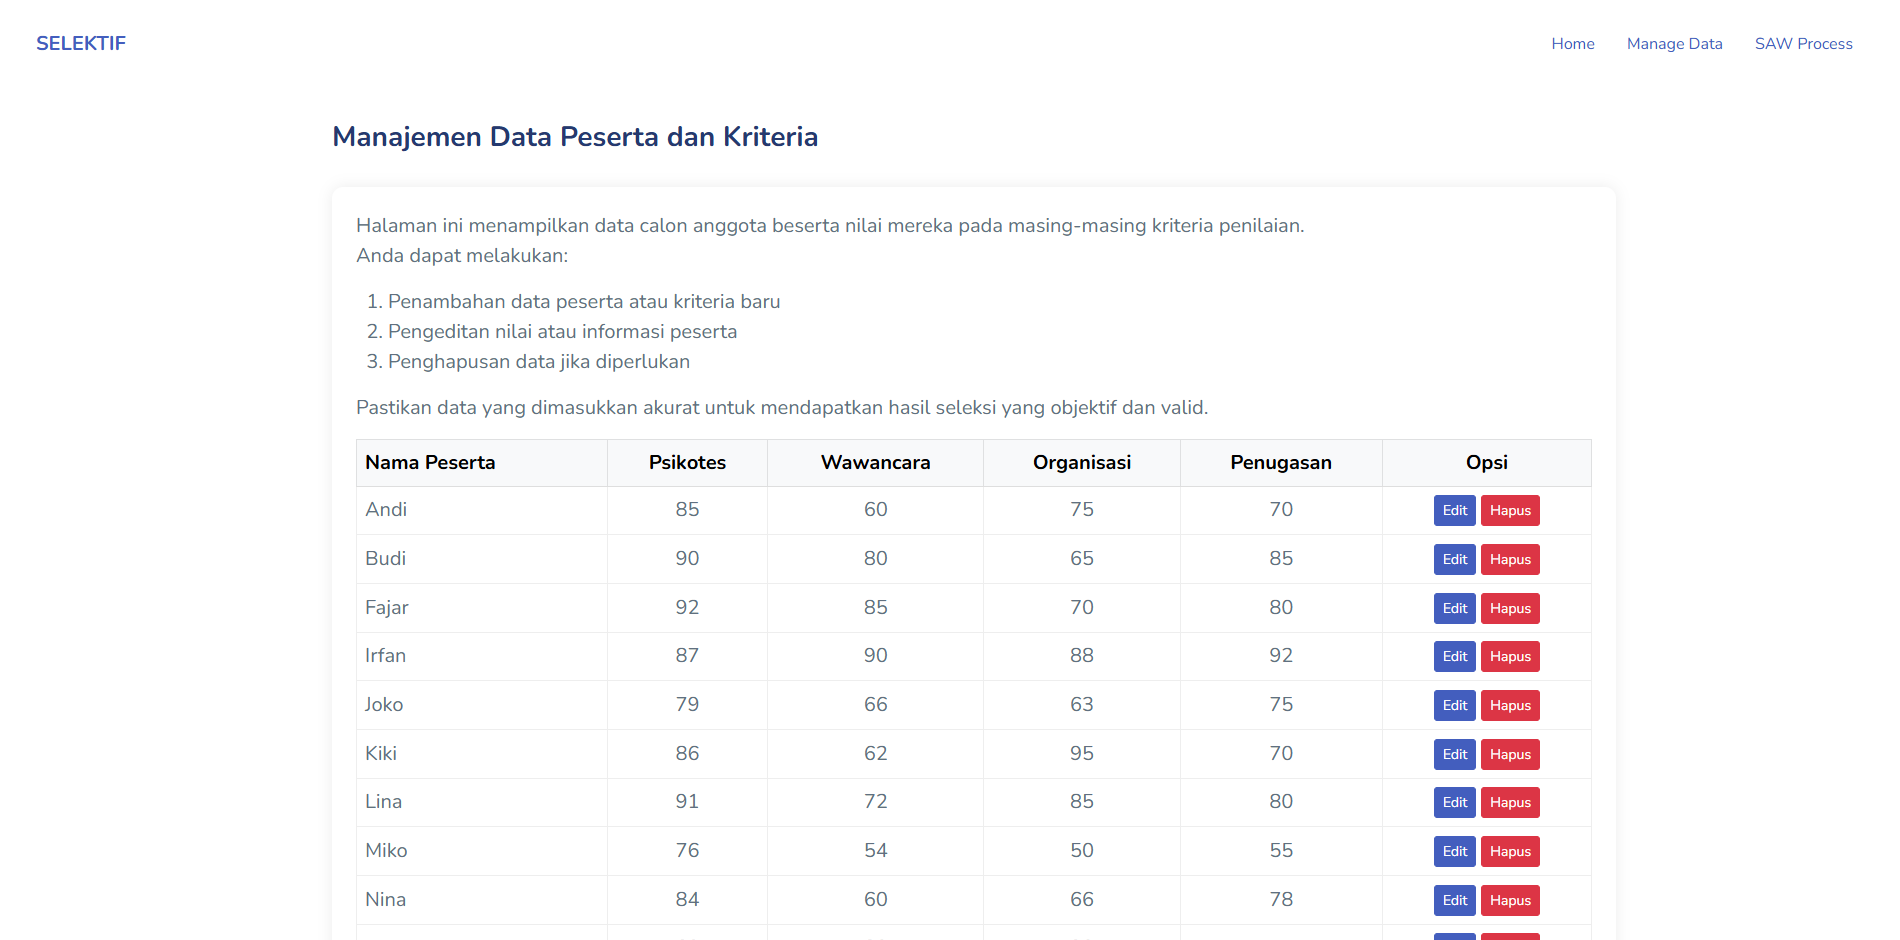 SELEKTIF Home Manage Data SAW Process
Manajemen Data Peserta dan Kriteria
Halaman ini menampilkan data calon anggota beserta nilai mereka pada masing-masing kriteria penilaian.
Anda dapat melakukan:
1. Penambahan data peserta atau kriteria baru
2. Pengeditan nilai atau informasi peserta
3. Penghapusan data jika diperlukan
Pastikan data yang dimasukkan akurat untuk mendapatkan hasil seleksi yang objektif dan valid.
Nama Peserta Psikotes Wawancara Organisasi Penugasan Opsi
Andi 85 60 75 70 Edit Hapus
Budi 90 80 65 85 Edit Hapus
Fajar 92 85 70 80 Edit Hapus
Irfan 87 90 88 92 Edit Hapus
Joko 79 66 63 75 Edit Hapus
Kiki 86 62 95 70 Edit Hapus
Lina 91 72 85 80 Edit Hapus
Miko 76 54 50 55 Edit Hapus
Nina 84 60 66 78 Edit Hapus